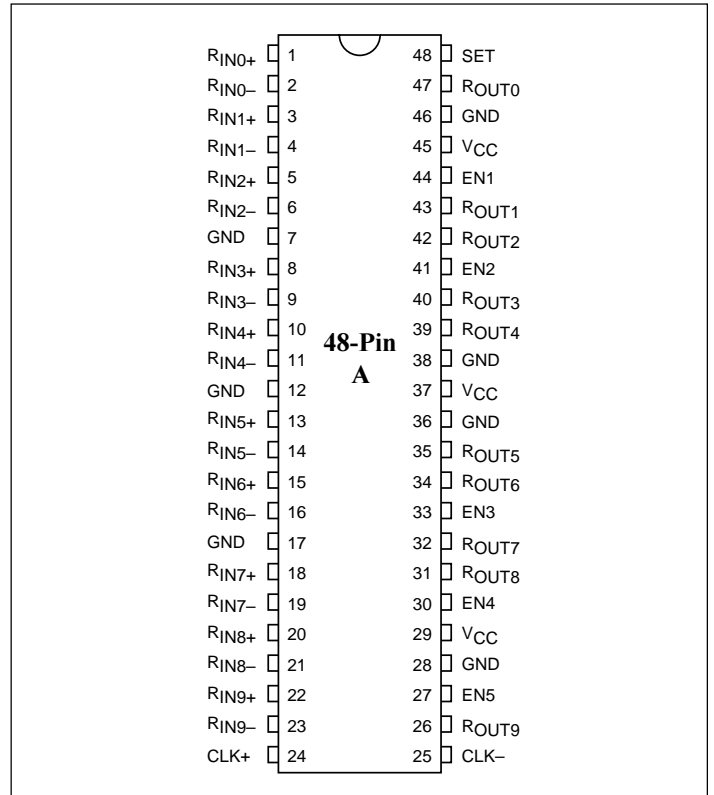 RIN0+ 1 48 SET
RIN0– 2 47 ROUT0
RIN1+ 3 46 GND
RIN1– 4 45 VCC
RIN2+ 5 44 EN1
RIN2– 6 43 ROUT1
GND 7 42 ROUT2
RIN3+ 8 41 EN2
RIN3– 9 40 ROUT3
RIN4+ 10 39 ROUT4
48-Pin
RIN4– 11 38 GND
A
GND 12 37 VCC
RIN5+ 13 36 GND
RIN5– 14 35 ROUT5
RIN6+ 15 34 ROUT6
RIN6– 16 33 EN3
GND 17 32 ROUT7
RIN7+ 18 31 ROUT8
RIN7– 19 30 EN4
RIN8+ 20 29 VCC
RIN8– 21 28 GND
RIN9+ 22 27 EN5
RIN9– 23 26 ROUT9
CLK+ 24 25 CLK–